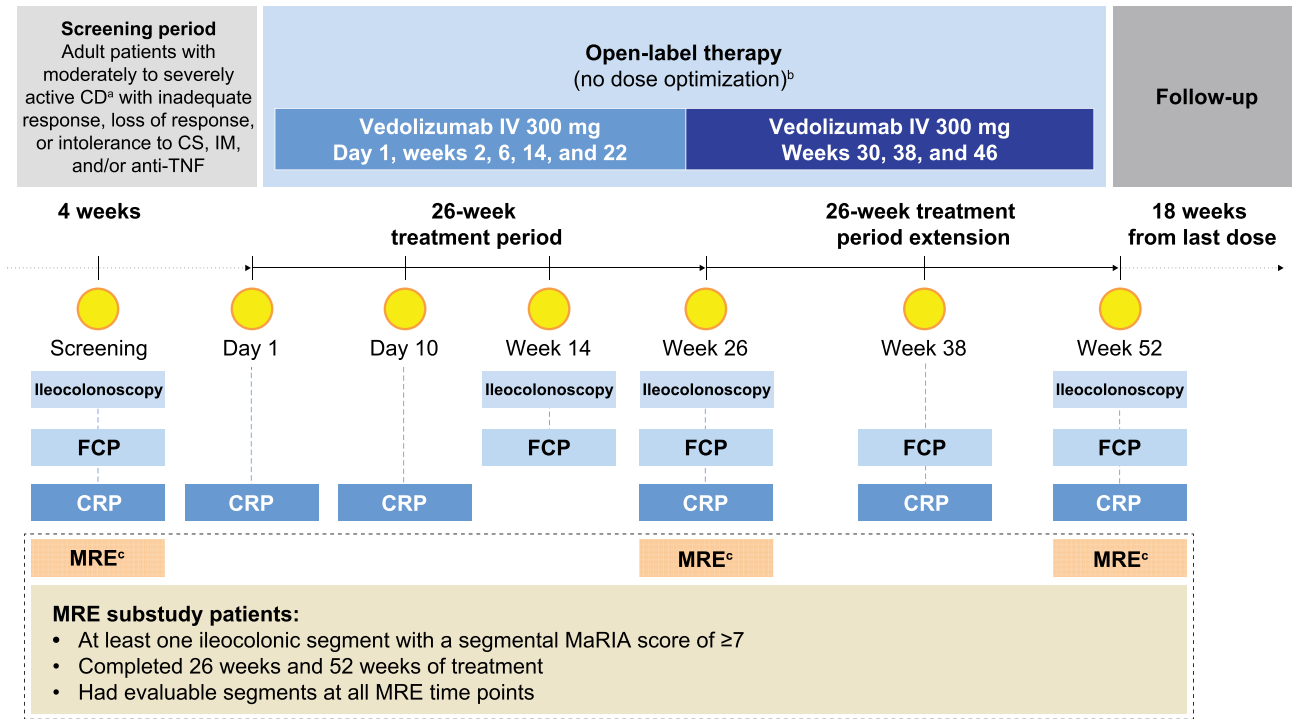 Screening period
Adult patients with
moderately to severely
active CDᵃ with inadequate
response, loss of response,
or intolerance to CS, IM,
and/or anti-TNF
Open-label therapy
(no dose optimization)ᵇ
Vedolizumab IV 300 mg
Day 1, weeks 2, 6, 14, and 22
Vedolizumab IV 300 mg
Weeks 30, 38, and 46
Follow-up
4 weeks
26-week
treatment period
26-week treatment
period extension
18 weeks
from last dose
Screening
Day 1
Day 10
Week 14
Week 26
Week 38
Week 52
Ileocolonoscopy
Ileocolonoscopy
Ileocolonoscopy
Ileocolonoscopy
FCP
FCP
FCP
FCP
FCP
CRP
CRP
CRP
CRP
CRP
CRP
MREᶜ
MREᶜ
MREᶜ
MRE substudy patients:
• At least one ileocolonic segment with a segmental MaRIA score of ≥7
• Completed 26 weeks and 52 weeks of treatment
• Had evaluable segments at all MRE time points